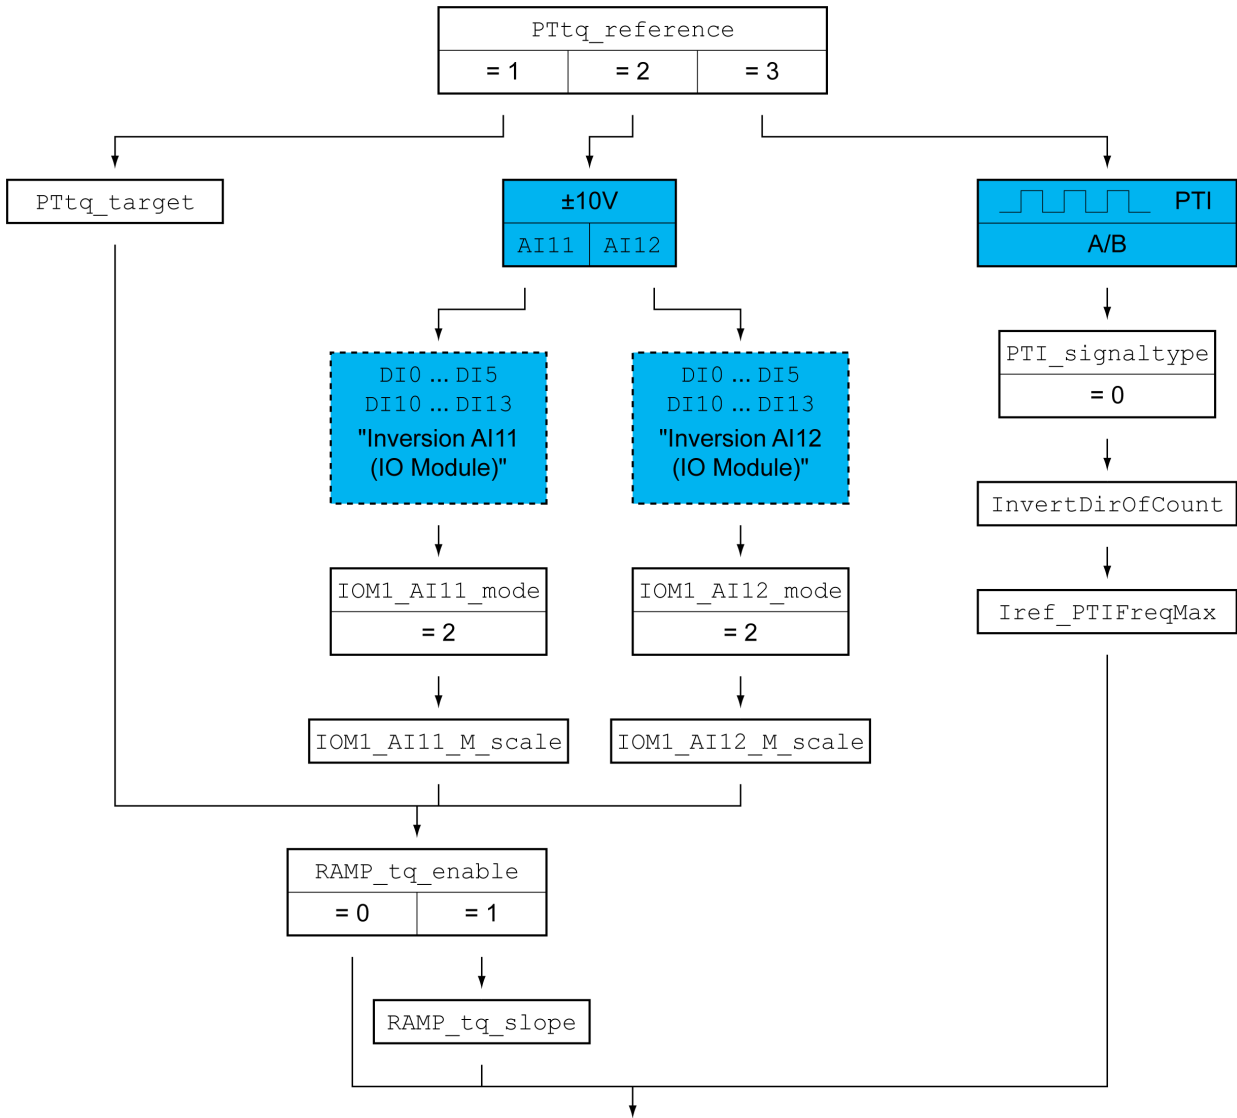 PTtq_reference
= 1 = 2 = 3
PTtq_target
±10V
AI11 AI12
PTI
A/B
DI0 ... DI5
DI10 ... DI13
"Inversion AI11
(IO Module)"
DI0 ... DI5
DI10 ... DI13
"Inversion AI12
(IO Module)"
PTI_signaltype
= 0
InvertDirOfCount
IOM1_AI11_mode
= 2
IOM1_AI12_mode
= 2
Iref_PTIFreqMax
IOM1_AI11_M_scale
IOM1_AI12_M_scale
RAMP_tq_enable
= 0 = 1
RAMP_tq_slope